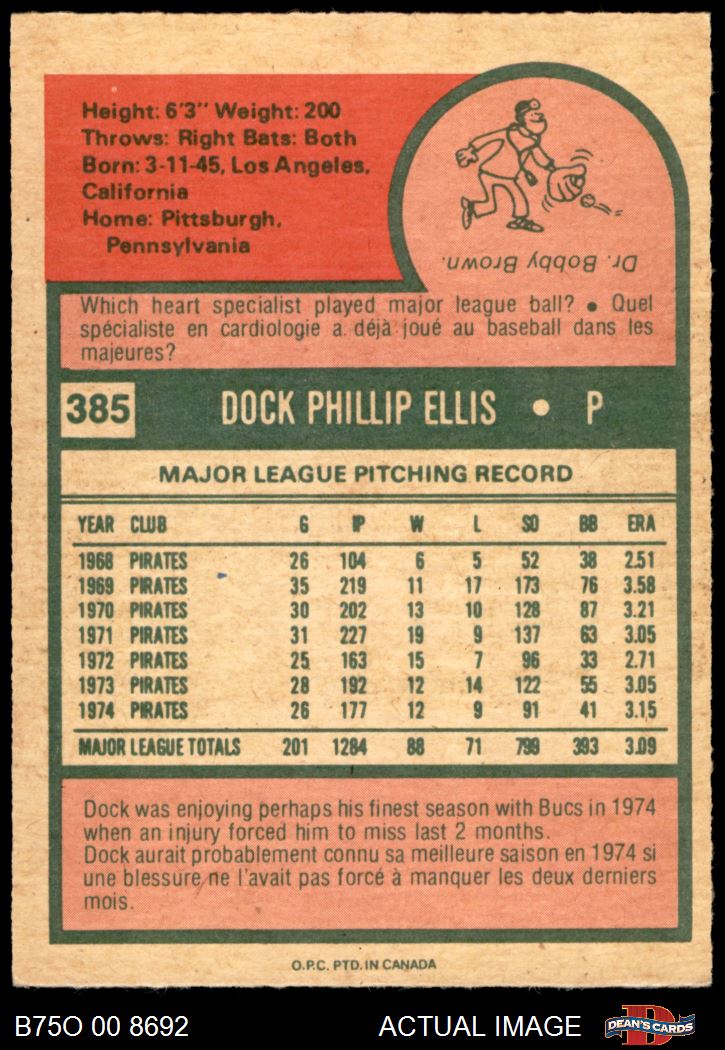 Height: 6'3" Weight: 200
Throws: Right Bats: Both
Born: 3-11-45, Los Angeles,
California
Home: Pittsburgh,
Pennsylvania
Dr. Bobby Brown.
Which heart specialist played major league ball? • Quel
spécialiste en cardiologie a déjà joué au baseball dans les
majeures?
385 DOCK PHILLIP ELLIS • P
MAJOR LEAGUE PITCHING RECORD
YEAR CLUB G IP W L SO BB ERA
1968 PIRATES 26 104 6 5 52 38 2.51
1969 PIRATES 35 219 11 17 173 76 3.58
1970 PIRATES 30 202 13 10 128 87 3.21
1971 PIRATES 31 227 19 9 137 63 3.05
1972 PIRATES 25 163 15 7 96 33 2.71
1973 PIRATES 28 192 12 14 122 55 3.05
1974 PIRATES 26 177 12 9 91 41 3.15
MAJOR LEAGUE TOTALS 201 1284 88 71 799 393 3.09
Dock was enjoying perhaps his finest season with Bucs in 1974
when an injury forced him to miss last 2 months.
Dock aurait probablement connu sa meilleure saison en 1974 si
une blessure ne l'avait pas forcé à manquer les deux derniers
mois.
O.P.C. PTD. IN CANADA
B75O 00 8692 ACTUAL IMAGE
D
DEAN'S CARDS